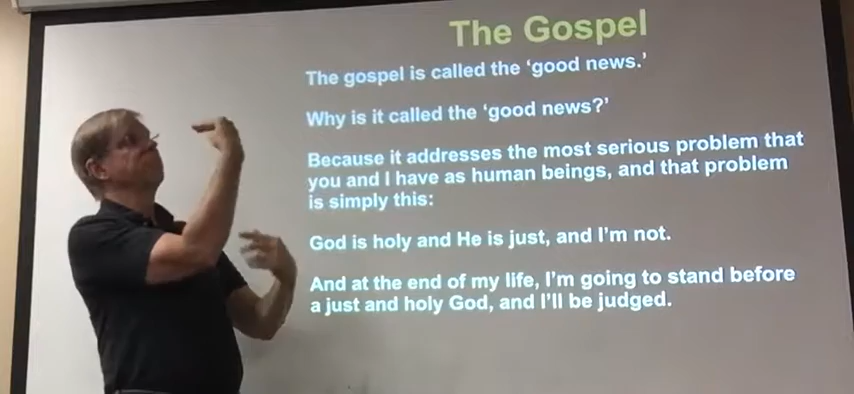 The Gospel
The gospel is called the ‘good news.’
Why is it called the ‘good news?’
Because it addresses the most serious problem that
you and I have as human beings, and that problem
is simply this:
God is holy and He is just, and I’m not.
And at the end of my life, I’m going to stand before
a just and holy God, and I’ll be judged.